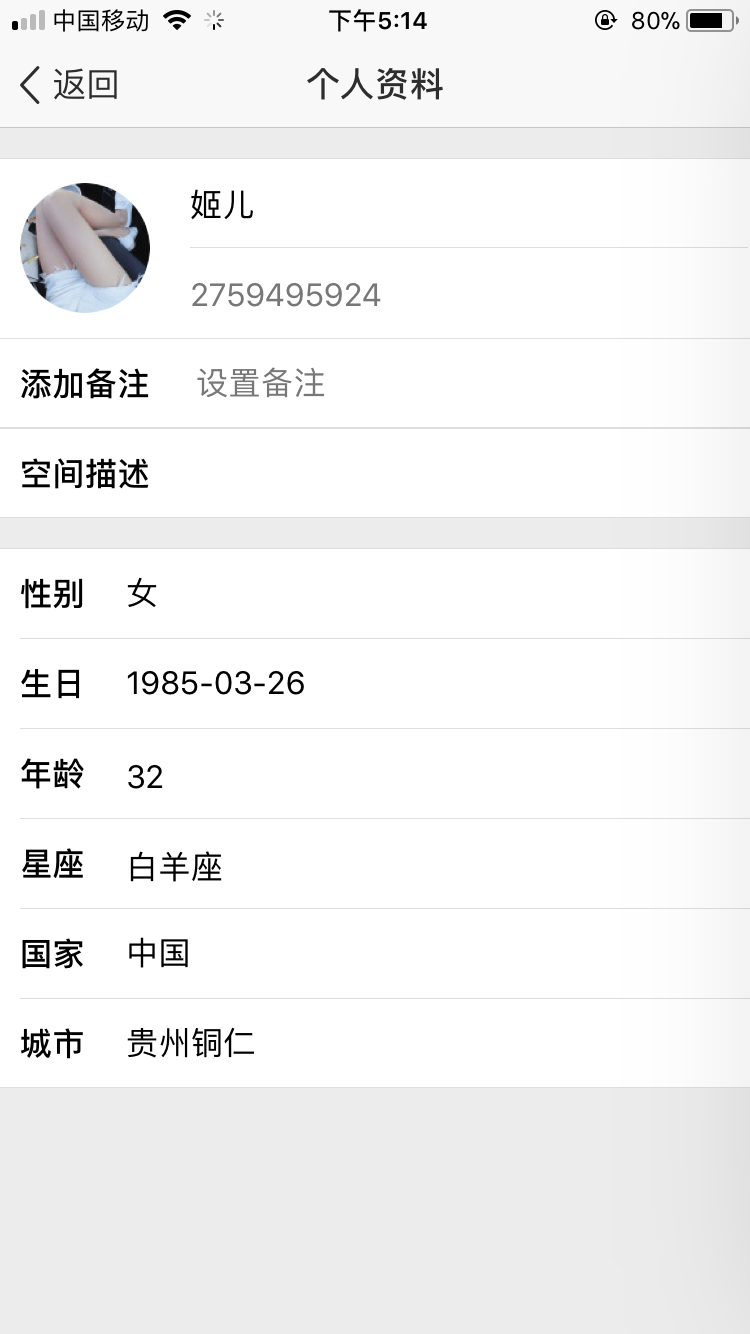 中国移动 下午5:14 80%
返回 个人资料
姬儿
2759495924
添加备注 设置备注
空间描述
性别 女
生日 1985-03-26
年龄 32
星座 白羊座
国家 中国
城市 贵州铜仁